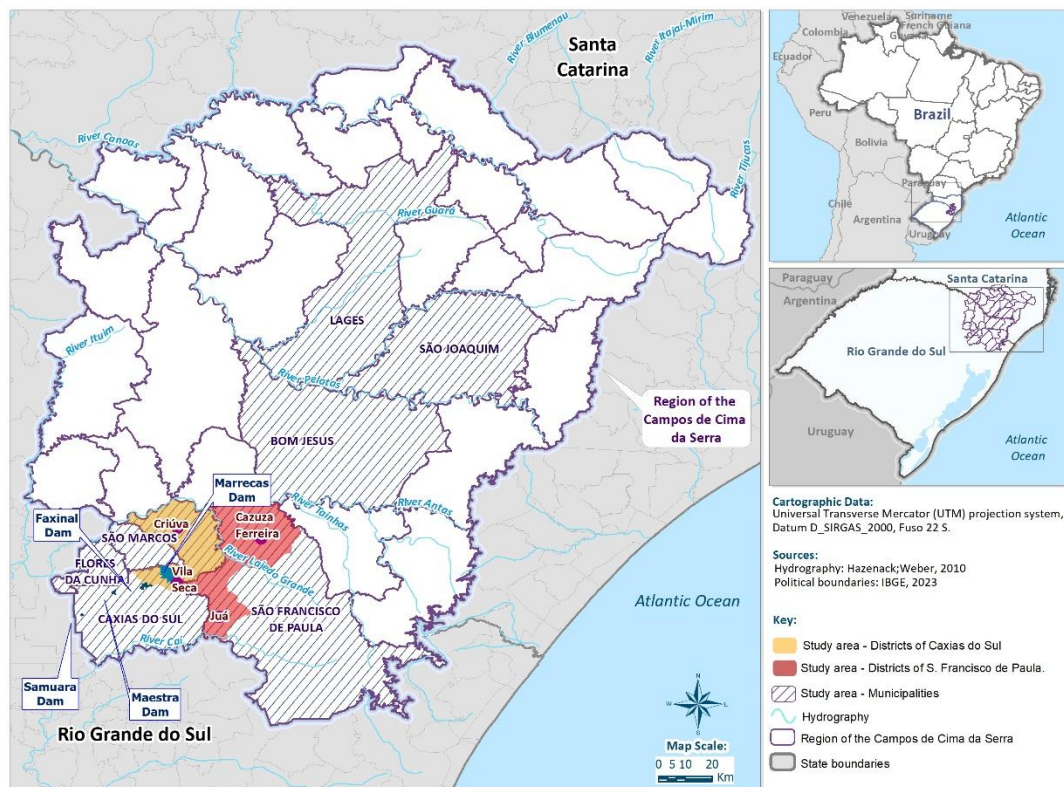 River Blumenau
River Itajai-Mirim
Santa
Catarina
River Canoas
River Tijucas
River Guará
LAGES
SÃO JOAQUIM
River Ituim
River Pelotas
Region of the
Campos de Cima
da Serra
BOM JESUS
Marrecas
Dam
Faxinal
Dam
River Antas
River Tainhas
Criúva
Cazuza
Ferreira
SÃO MARCOS
FLORES
DA CUNHA
Vila
Seca
River Lajedo Grande
CAXIAS DO SUL
Juá
SÃO FRANCISCO
DE PAULA
River Cai
Atlantic Ocean
Samuara
Dam
Maestra
Dam
Rio Grande do Sul
N
W
L
S
Map Scale:
0 5 10 20
Km
Venezuela
Suriname
French Guiana
Guyana
Colombia
Ecuador
Brazil
Peru
Bolivia
Paraguay
Chile
Argentina
Uruguay
Atlantic
Ocean
Paraguay
Argentina
Santa Catarina
Rio Grande do Sul
Uruguay
Atlantic
Ocean
Cartographic Data:
Universal Transverse Mercator (UTM) projection system,
Datum D_SIRGAS_2000, Fuso 22 S.
Sources:
Hydrography: Hazenack;Weber, 2010
Political boundaries: IBGE, 2023
Key:
Study area - Districts of Caxias do Sul
Study area - Districts of S. Francisco de Paula.
Study area - Municipalities
Hydrography
Region of the Campos de Cima da Serra
State boundaries